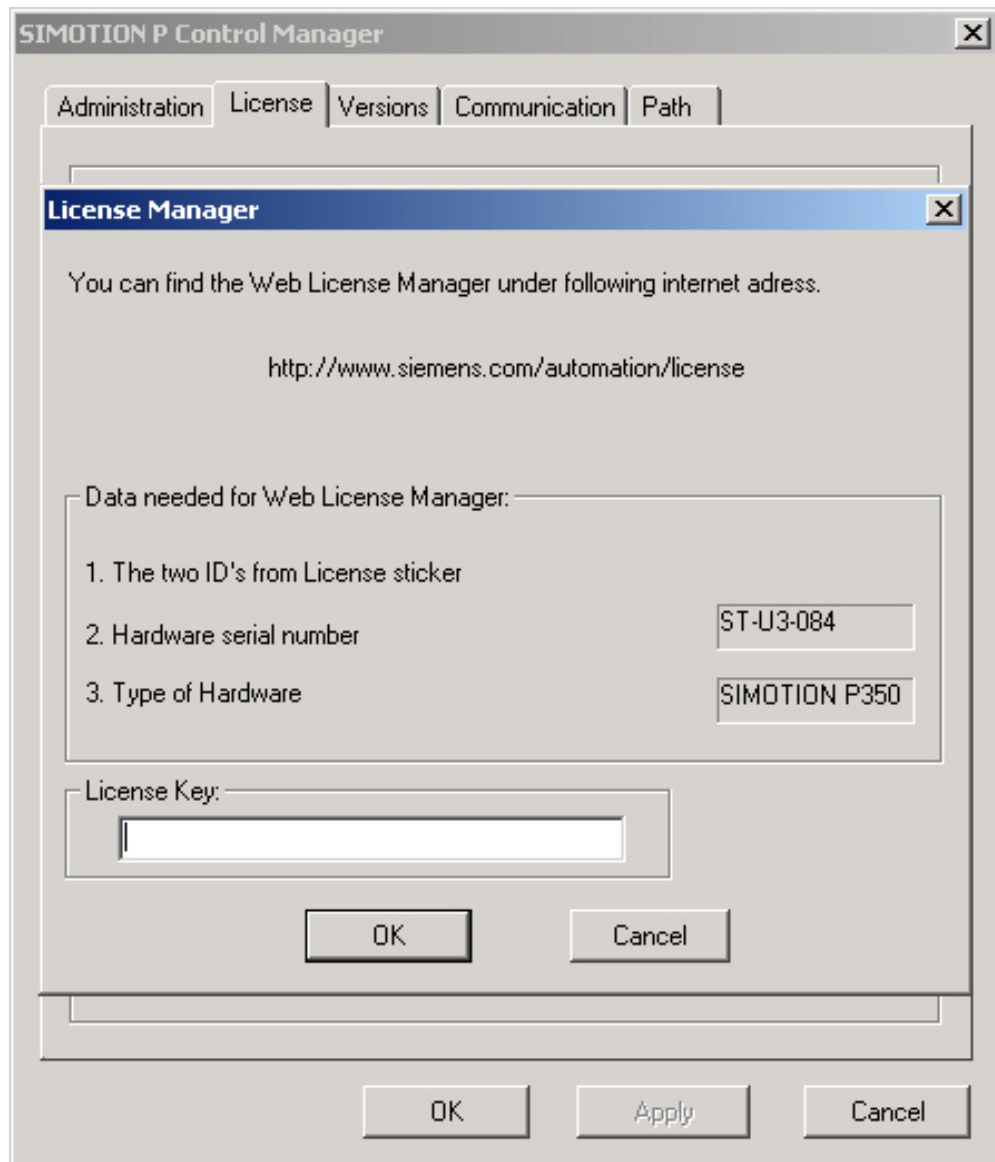 SIMOTION P Control Manager
Administration License Versions Communication Path
License Manager
You can find the Web License Manager under following internet adress.
http://www.siemens.com/automation/license
Data needed for Web License Manager:
1. The two ID's from License sticker
2. Hardware serial number
ST-U3-084
3. Type of Hardware
SIMOTION P350
License Key:
OK Cancel
OK Apply Cancel